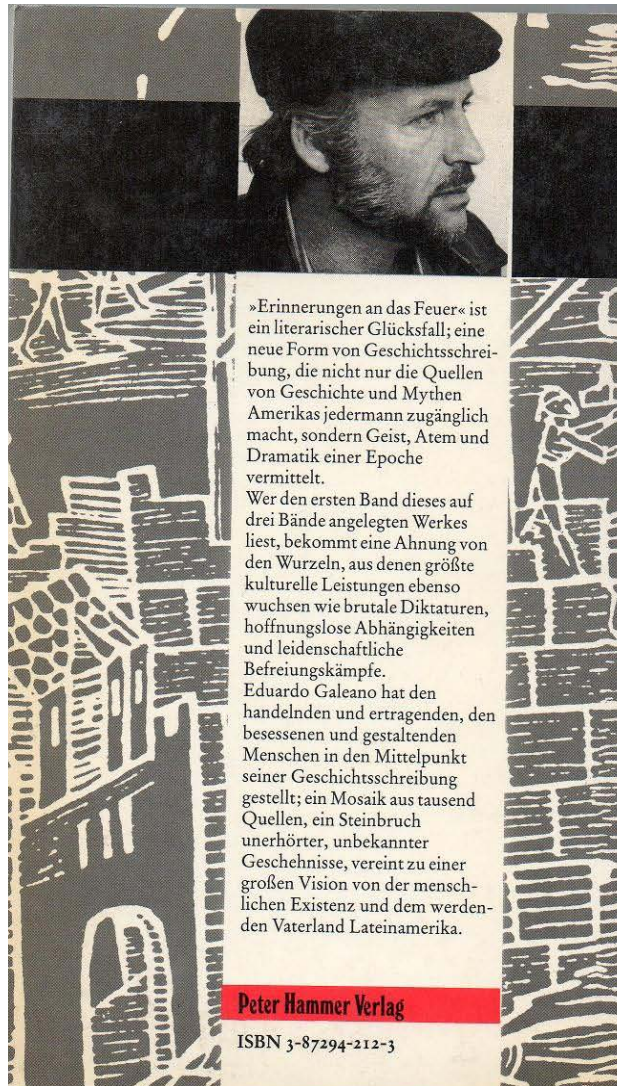 »Erinnerungen an das Feuer« ist
ein literarischer Glücksfall; eine
neue Form von Geschichtsschrei-
bung, die nicht nur die Quellen
von Geschichte und Mythen
Amerikas jedermann zugänglich
macht, sondern Geist, Atem und
Dramatik einer Epoche
vermittelt.
Wer den ersten Band dieses auf
drei Bände angelegten Werkes
liest, bekommt eine Ahnung von
den Wurzeln, aus denen größte
kulturelle Leistungen ebenso
wuchsen wie brutale Diktaturen,
hoffnungslose Abhängigkeiten
und leidenschaftliche
Befreiungskämpfe.
Eduardo Galeano hat den
handelnden und ertragenden, den
besessenen und gestaltenden
Menschen in den Mittelpunkt
seiner Geschichtsschreibung
gestellt; ein Mosaik aus tausend
Quellen, ein Steinbruch
unerhörter, unbekannter
Geschehnisse, vereint zu einer
großen Vision von der mensch-
lichen Existenz und dem werden-
den Vaterland Lateinamerika.
Peter Hammer Verlag
ISBN 3-87294-212-3